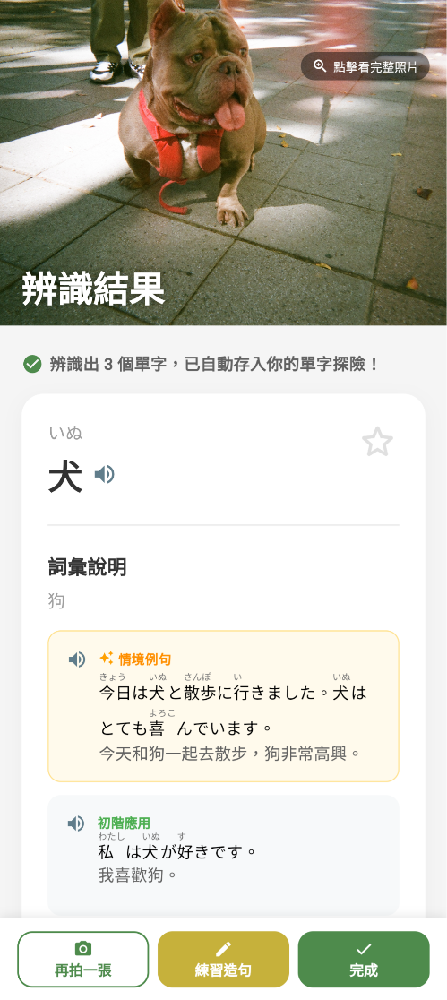 點擊看完整照片
辨識結果
辨識出 3 個單字，已自動存入你的單字探險！
いぬ
犬
詞彙說明
狗
情境例句
きょう いぬ さんぽ い いぬ
今日は犬と散歩に行きました。犬は
よろこ
とても喜んでいます。
今天和狗一起去散步，狗非常高興。
初階應用
わたし いぬ す
私は犬が好きです。
我喜歡狗。
再拍一張
練習造句
完成